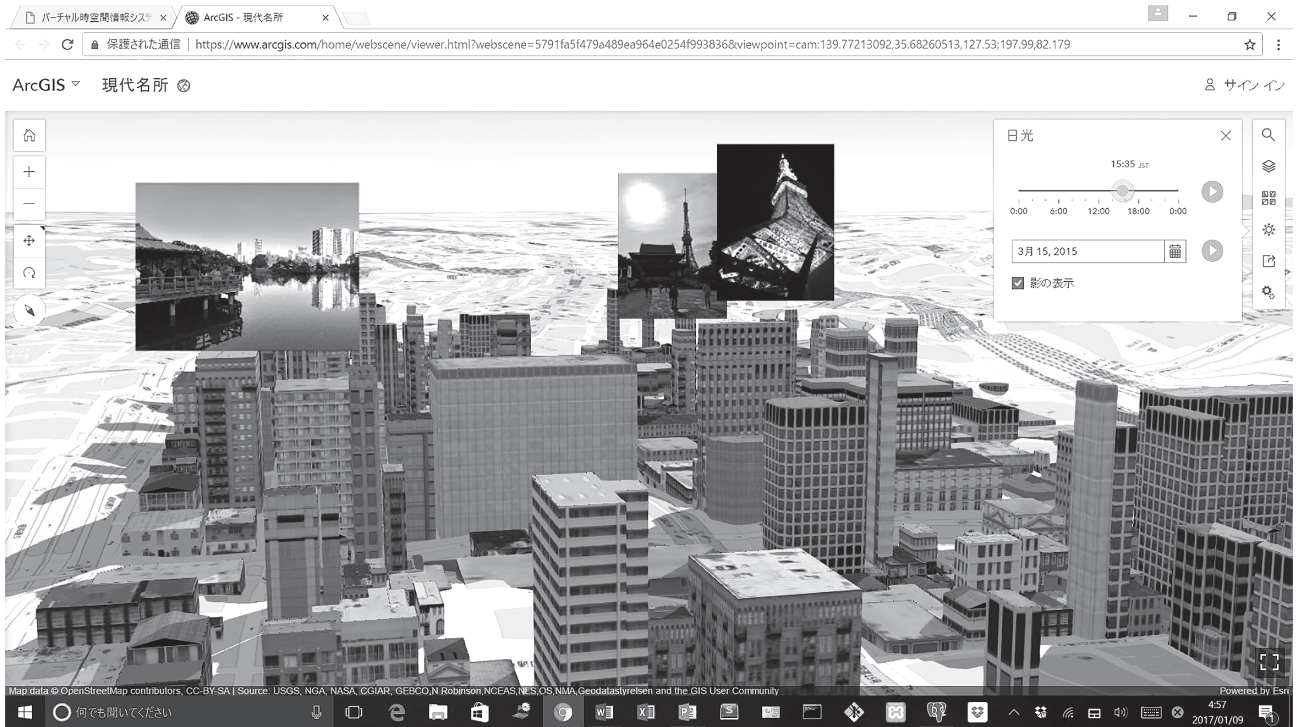 バーチャル時空間情報システ
ArcGIS - 現代名所
保護された通信 | https://www.arcgis.com/home/webscene/viewer.html?webscene=5791fa5f479a489ea964e0254f993836&viewpoint=cam:139.77213092,35.68260513,127.53;197.99,82.179
ArcGIS 現代名所
サイン イン
日光
15:35 JST
0:00 6:00 12:00 18:00 0:00
3月 15, 2015
影の表示
Map data © OpenStreetMap contributors, CC-BY-SA | Source: USGS, NGA, NASA, CGIAR, GEBCO,N Robinson,NCEAS,NLS,OS,NMA,Geodatastyrelsen and the GIS User Community
Powered by Esri
何でも聞いてください
4:57
2017/01/09